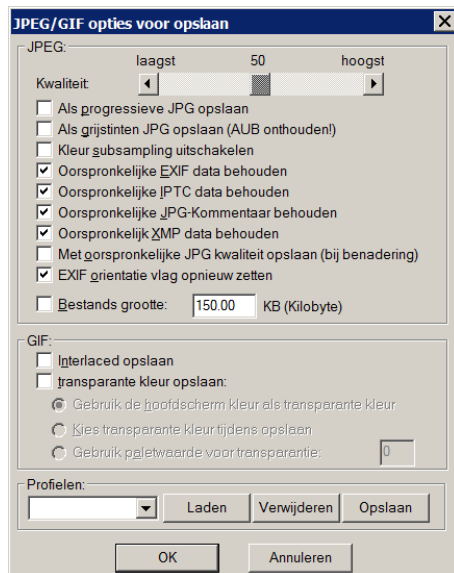 JPEG/GIF opties voor opslaan
JPEG:
laagst 50 hoogst
Kwaliteit:
Als progressieve JPG opslaan
Als grijstinten JPG opslaan (AUB onthouden!)
Kleur subsampling uitschakelen
Oorspronkelijke EXIF data behouden
Oorspronkelijke IPTC data behouden
Oorspronkelijke JPG-Kommentaar behouden
Oorspronkelijk XMP data behouden
Met oorspronkelijke JPG kwaliteit opslaan (bij benadering)
EXIF orientatie vlag opnieuw zetten
Bestands grootte: 150.00 KB (Kilobyte)
GIF:
Interlaced opslaan
transparante kleur opslaan:
Gebruik de hoofdscherm kleur als transparante kleur
Kies transparante kleur tijdens opslaan
Gebruik paletwaarde voor transparantie: 0
Profielen:
Laden Verwijderen Opslaan
OK Annuleren